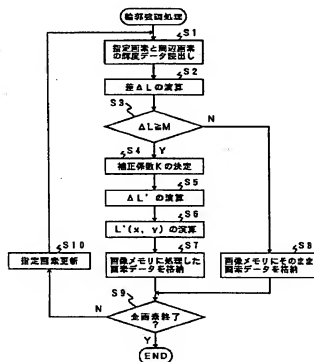 輪郭強調処理
S1
指定画素と周辺画素
の輝度データ読出し
S2
差ΔLの演算
S3
ΔL≧M
N
Y
S4
補正係数Kの決定
S5
ΔL'の演算
S6
L'(x, y)の演算
S7
画像メモリに処理した
画素データを格納
S8
画像メモリにそのまま
画素データを格納
S10
指定画素更新
S9
N
全画素終了
?
Y
END